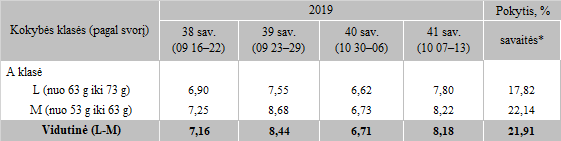 Kokybės klasės (pagal svorį) 2019 Pokytis, %
38 sav. (09 16–22) 39 sav. (09 23–29) 40 sav. (10 30–06) 41 sav. (10 07–13) savaitės*
A klasė
L (nuo 63 g iki 73 g) 6,90 7,55 6,62 7,80 17,82
M (nuo 53 g iki 63 g) 7,25 8,68 6,73 8,22 22,14
Vidutinė (L-M) 7,16 8,44 6,71 8,18 21,91